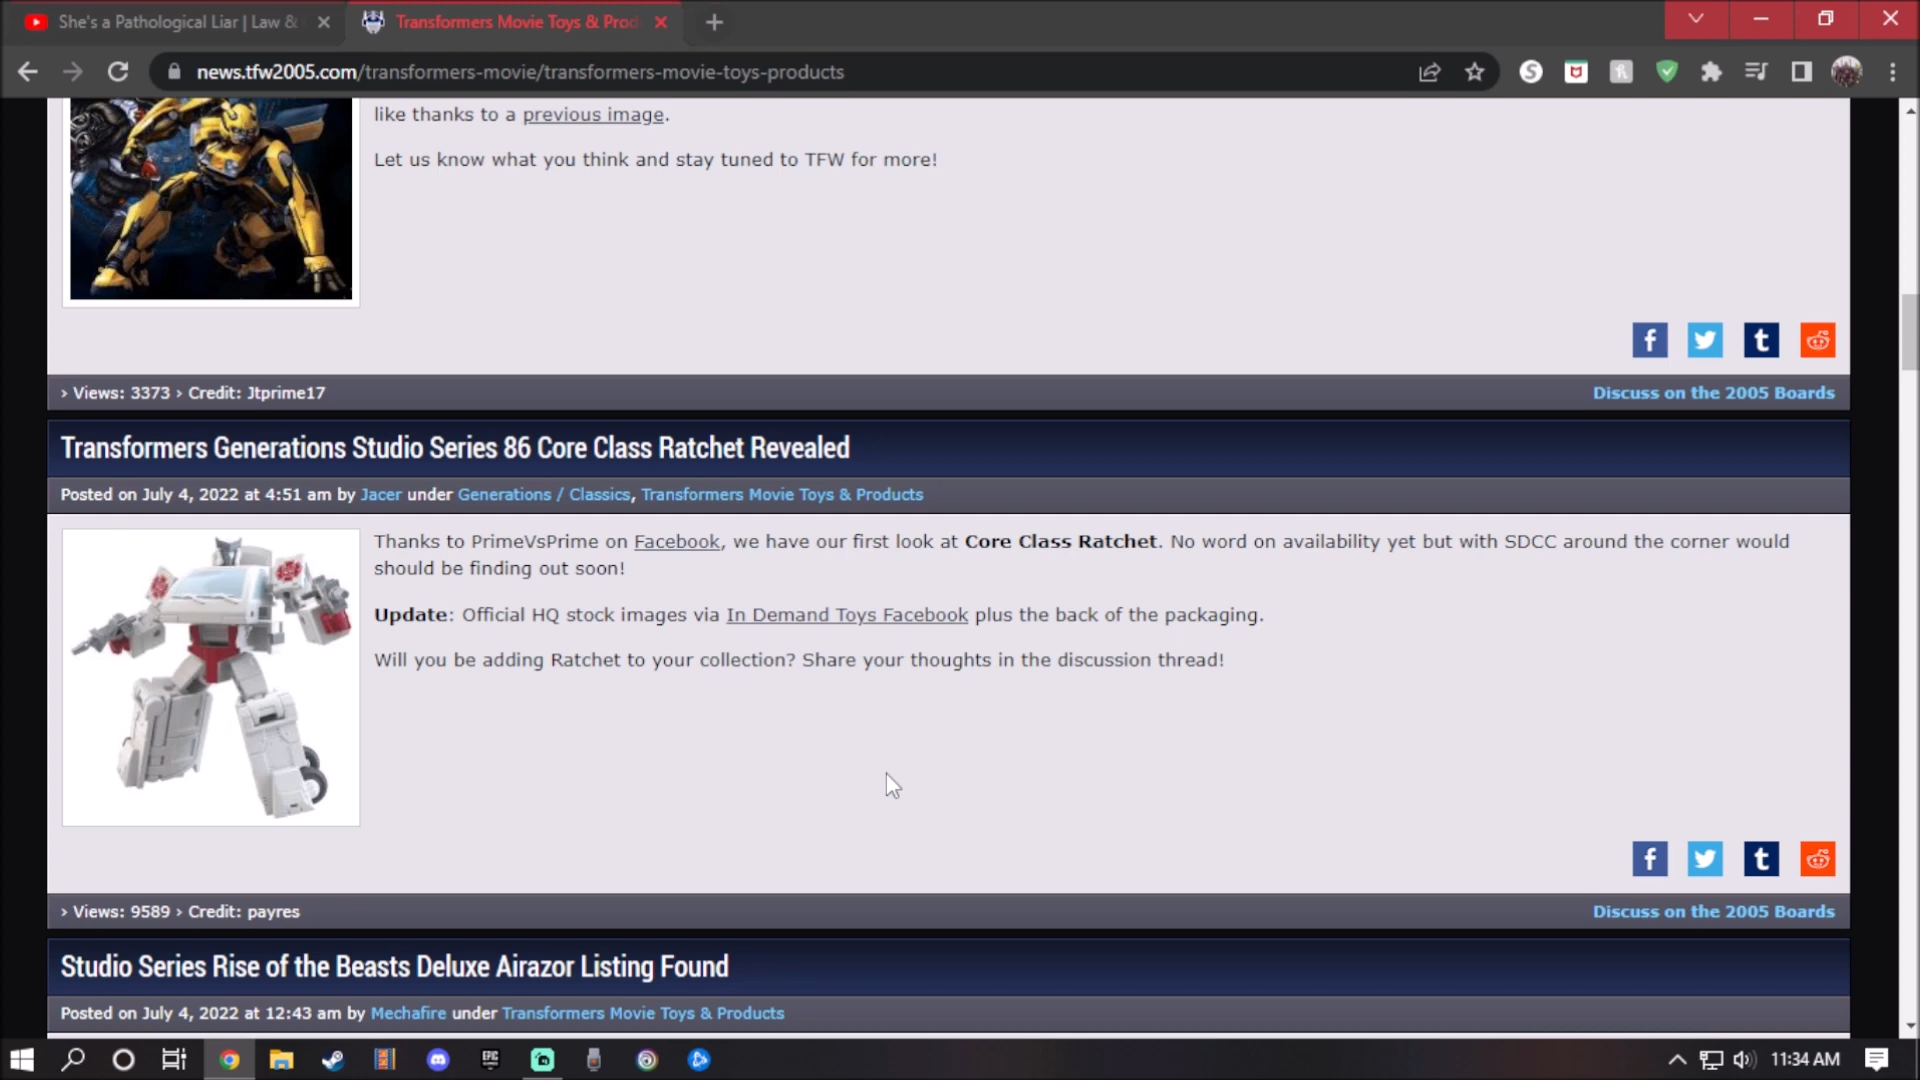 She's a Pathological Liar | Law &
Transformers Movie Toys & Prod
news.tfw2005.com/transformers-movie/transformers-movie-toys-products
like thanks to a previous image.
Let us know what you think and stay tuned to TFW for more!
› Views: 3373 › Credit: Jtprime17
Discuss on the 2005 Boards
Transformers Generations Studio Series 86 Core Class Ratchet Revealed
Posted on July 4, 2022 at 4:51 am by Jacer under Generations / Classics, Transformers Movie Toys & Products
Thanks to PrimeVsPrime on Facebook, we have our first look at Core Class Ratchet. No word on availability yet but with SDCC around the corner would
should be finding out soon!
Update: Official HQ stock images via In Demand Toys Facebook plus the back of the packaging.
Will you be adding Ratchet to your collection? Share your thoughts in the discussion thread!
› Views: 9589 › Credit: payres
Discuss on the 2005 Boards
Studio Series Rise of the Beasts Deluxe Airazor Listing Found
Posted on July 4, 2022 at 12:43 am by Mechafire under Transformers Movie Toys & Products
EPIC
11:34 AM